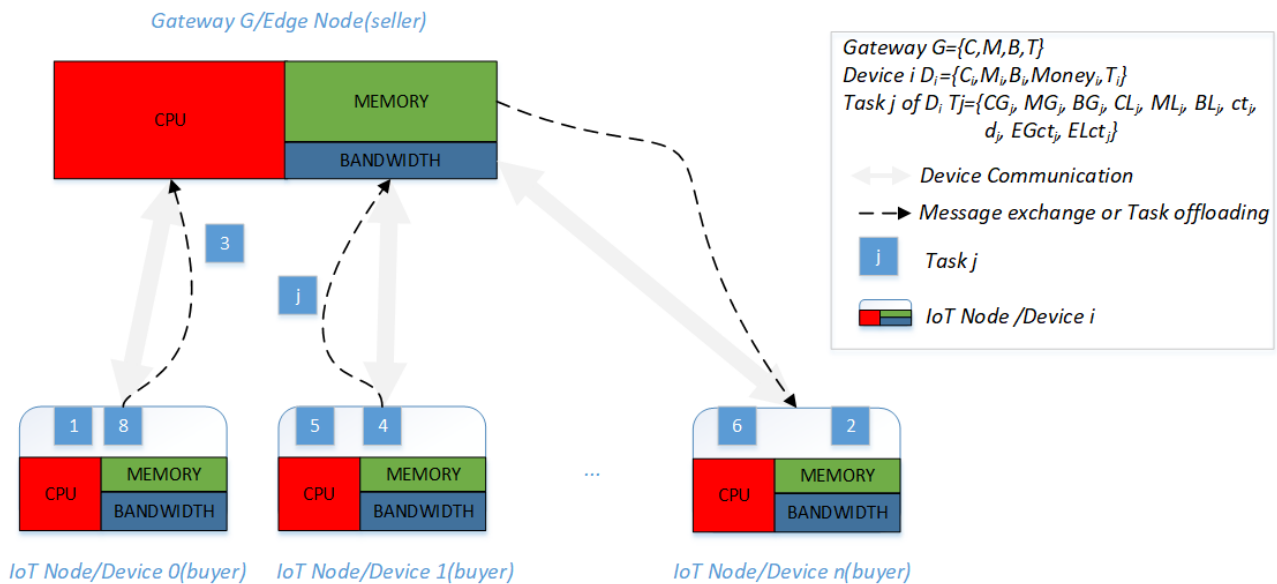 Gateway G/Edge Node(seller)
CPU
MEMORY
BANDWIDTH
Gateway G={C,M,B,T}
Device i Dᵢ={Cᵢ,Mᵢ,Bᵢ,Moneyᵢ,Tᵢ}
Task j of Dᵢ Tj={CGⱼ, MGⱼ, BGⱼ, CLⱼ, MLⱼ, BLⱼ, ctⱼ,
dⱼ, EGctⱼ, ELctⱼ}
Device Communication
Message exchange or Task offloading
j Task j
IoT Node /Device i
3
j
1 8
CPU
MEMORY
BANDWIDTH
IoT Node/Device 0(buyer)
5 4
CPU
MEMORY
BANDWIDTH
IoT Node/Device 1(buyer)
...
6 2
CPU
MEMORY
BANDWIDTH
IoT Node/Device n(buyer)